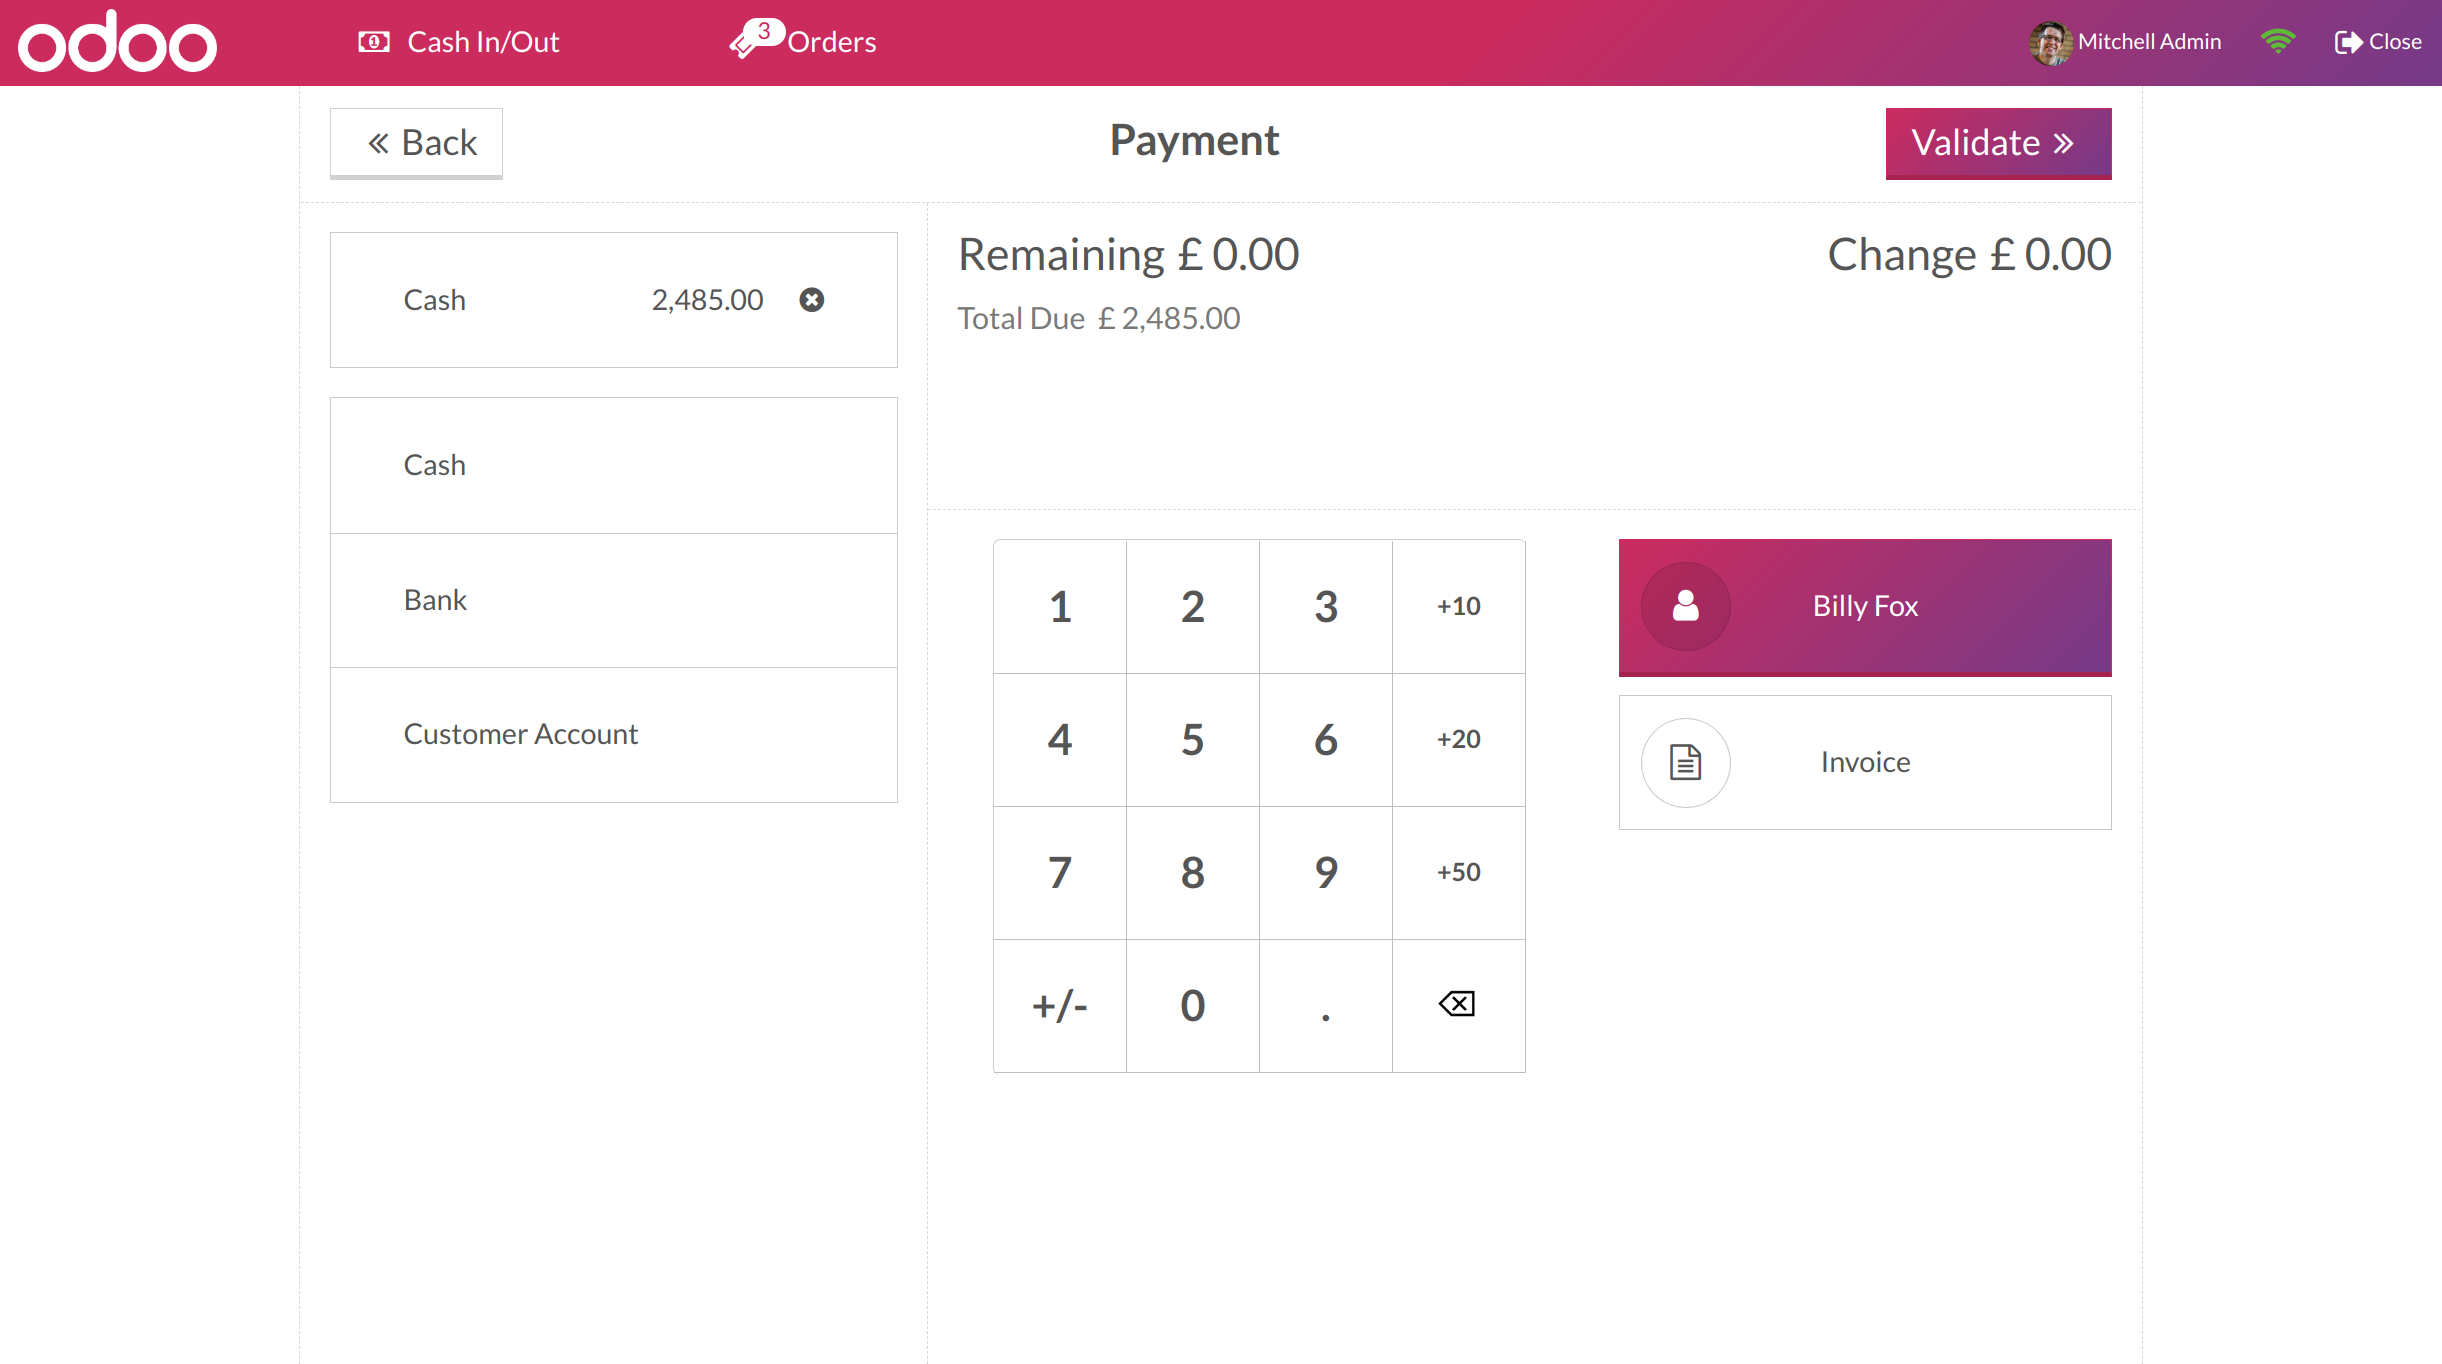 odoo
Cash In/Out
3
Orders
Mitchell Admin
Close
Back
Payment
Validate
Cash 2,485.00
Remaining £ 0.00
Change £ 0.00
Total Due £ 2,485.00
Cash
Bank
Customer Account
1 2 3 +10
4 5 6 +20
7 8 9 +50
+/- 0 .
Billy Fox
Invoice